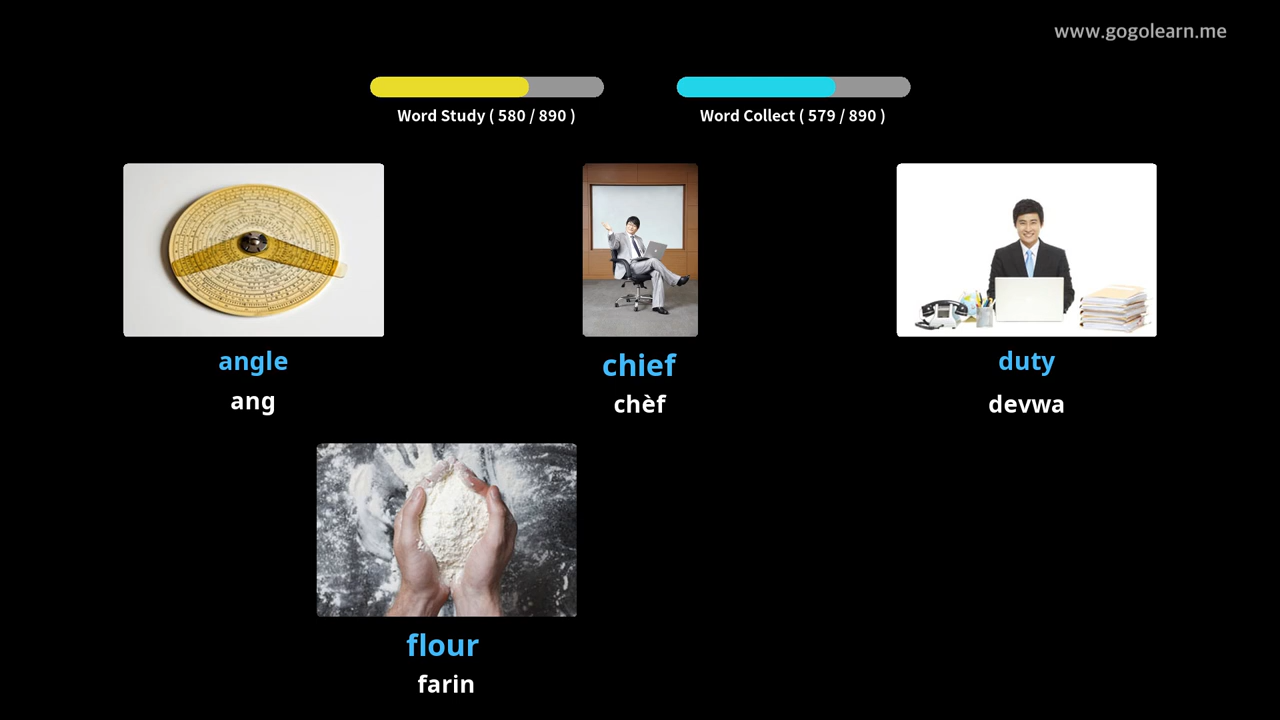 www.gogolearn.me
Word Study ( 580 / 890 )
Word Collect ( 579 / 890 )
angle
ang
chief
chèf
duty
devwa
flour
farin